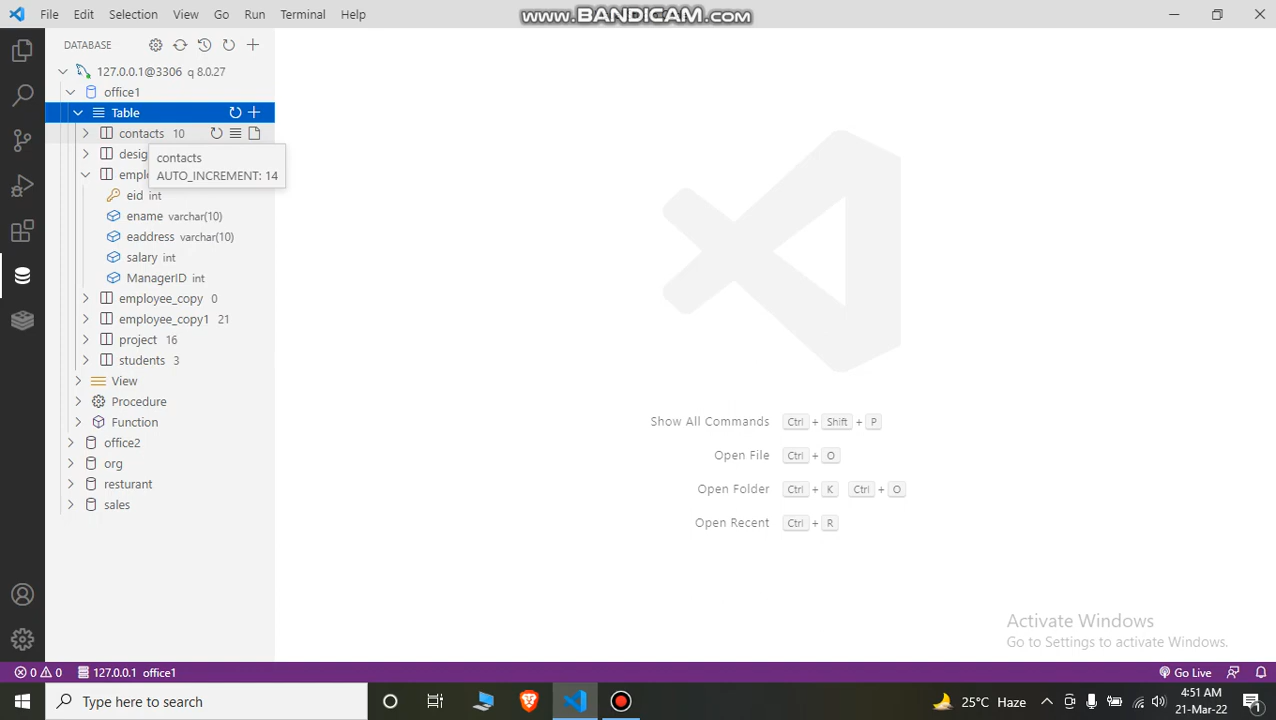 File Edit Selection View Go Run Terminal Help
www.BANDICAM.com
DATABASE
127.0.0.1@3306 q 8.0.27
office1
Table
contacts 10
desig
contacts
AUTO_INCREMENT: 14
empl
eid int
ename varchar(10)
eaddress varchar(10)
salary int
ManagerID int
employee_copy 0
employee_copy1 21
project 16
students 3
View
Procedure
Function
office2
org
resturant
sales
Show All Commands Ctrl + Shift + P
Open File Ctrl + O
Open Folder Ctrl + K Ctrl + O
Open Recent Ctrl + R
Activate Windows
Go to Settings to activate Windows.
0 0 127.0.0.1 office1 Go Live
Type here to search
25°C Haze
4:51 AM
21-Mar-22
1